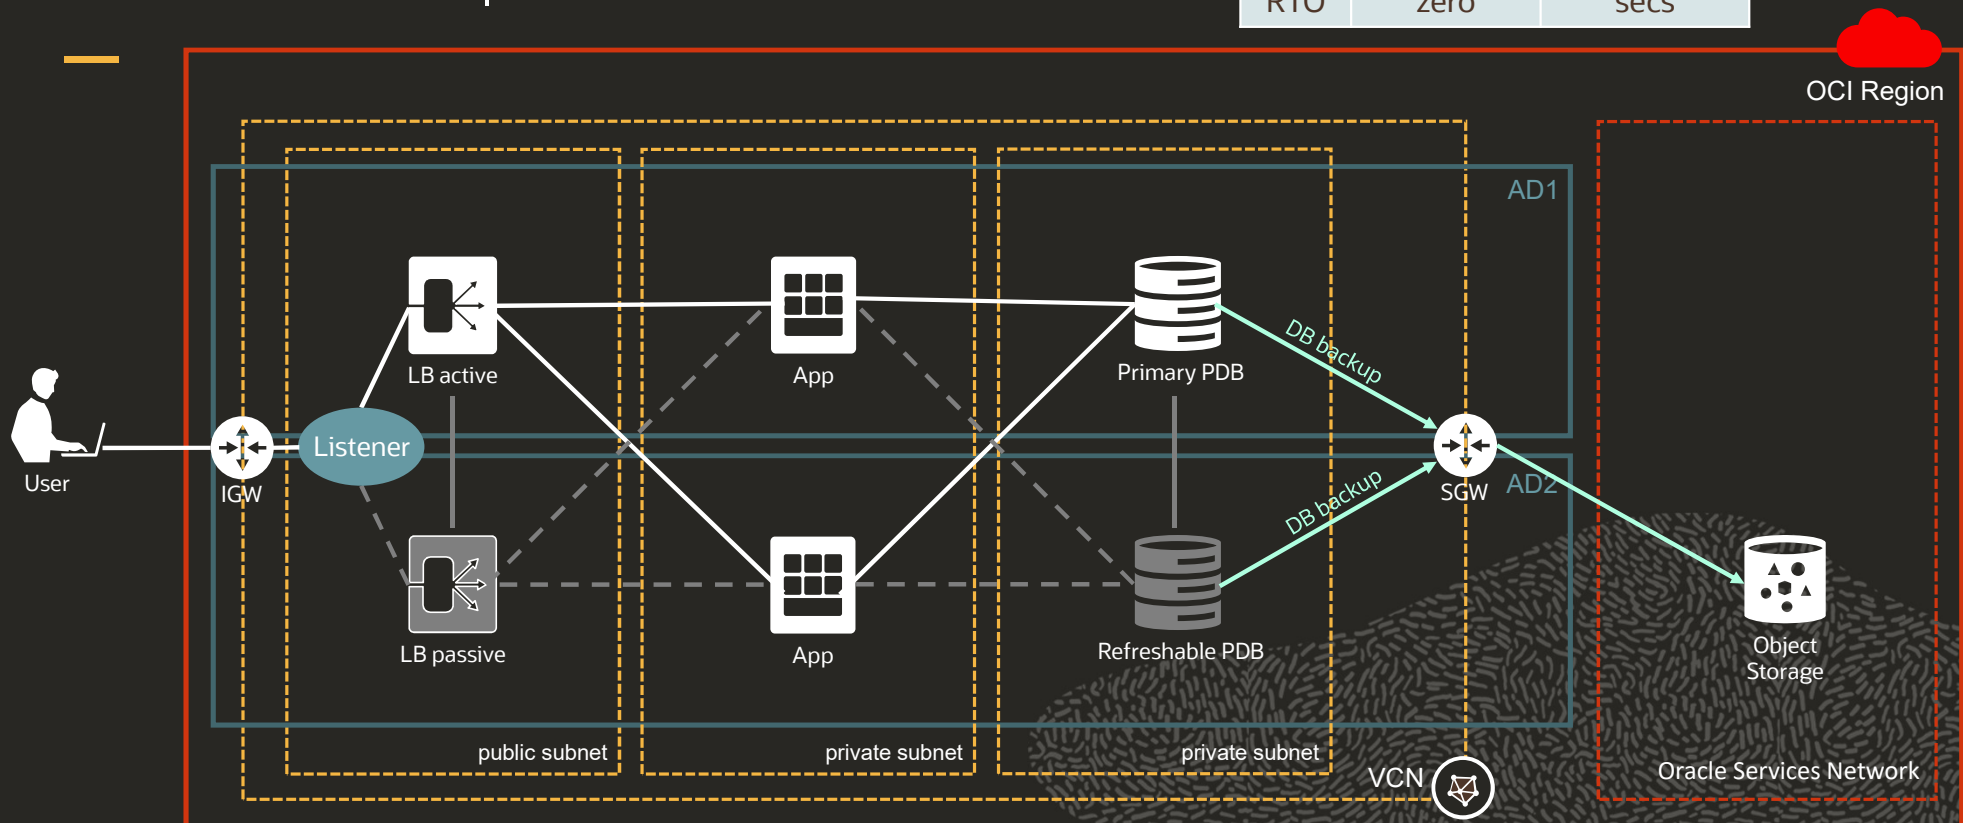 RTO zero secs
OCI Region
AD1
DB backup
LB active
App
Primary PDB
Listener
User
IGW
DB backup
SGW
AD2
LB passive
App
Refreshable PDB
Object
Storage
public subnet
private subnet
private subnet
VCN
Oracle Services Network